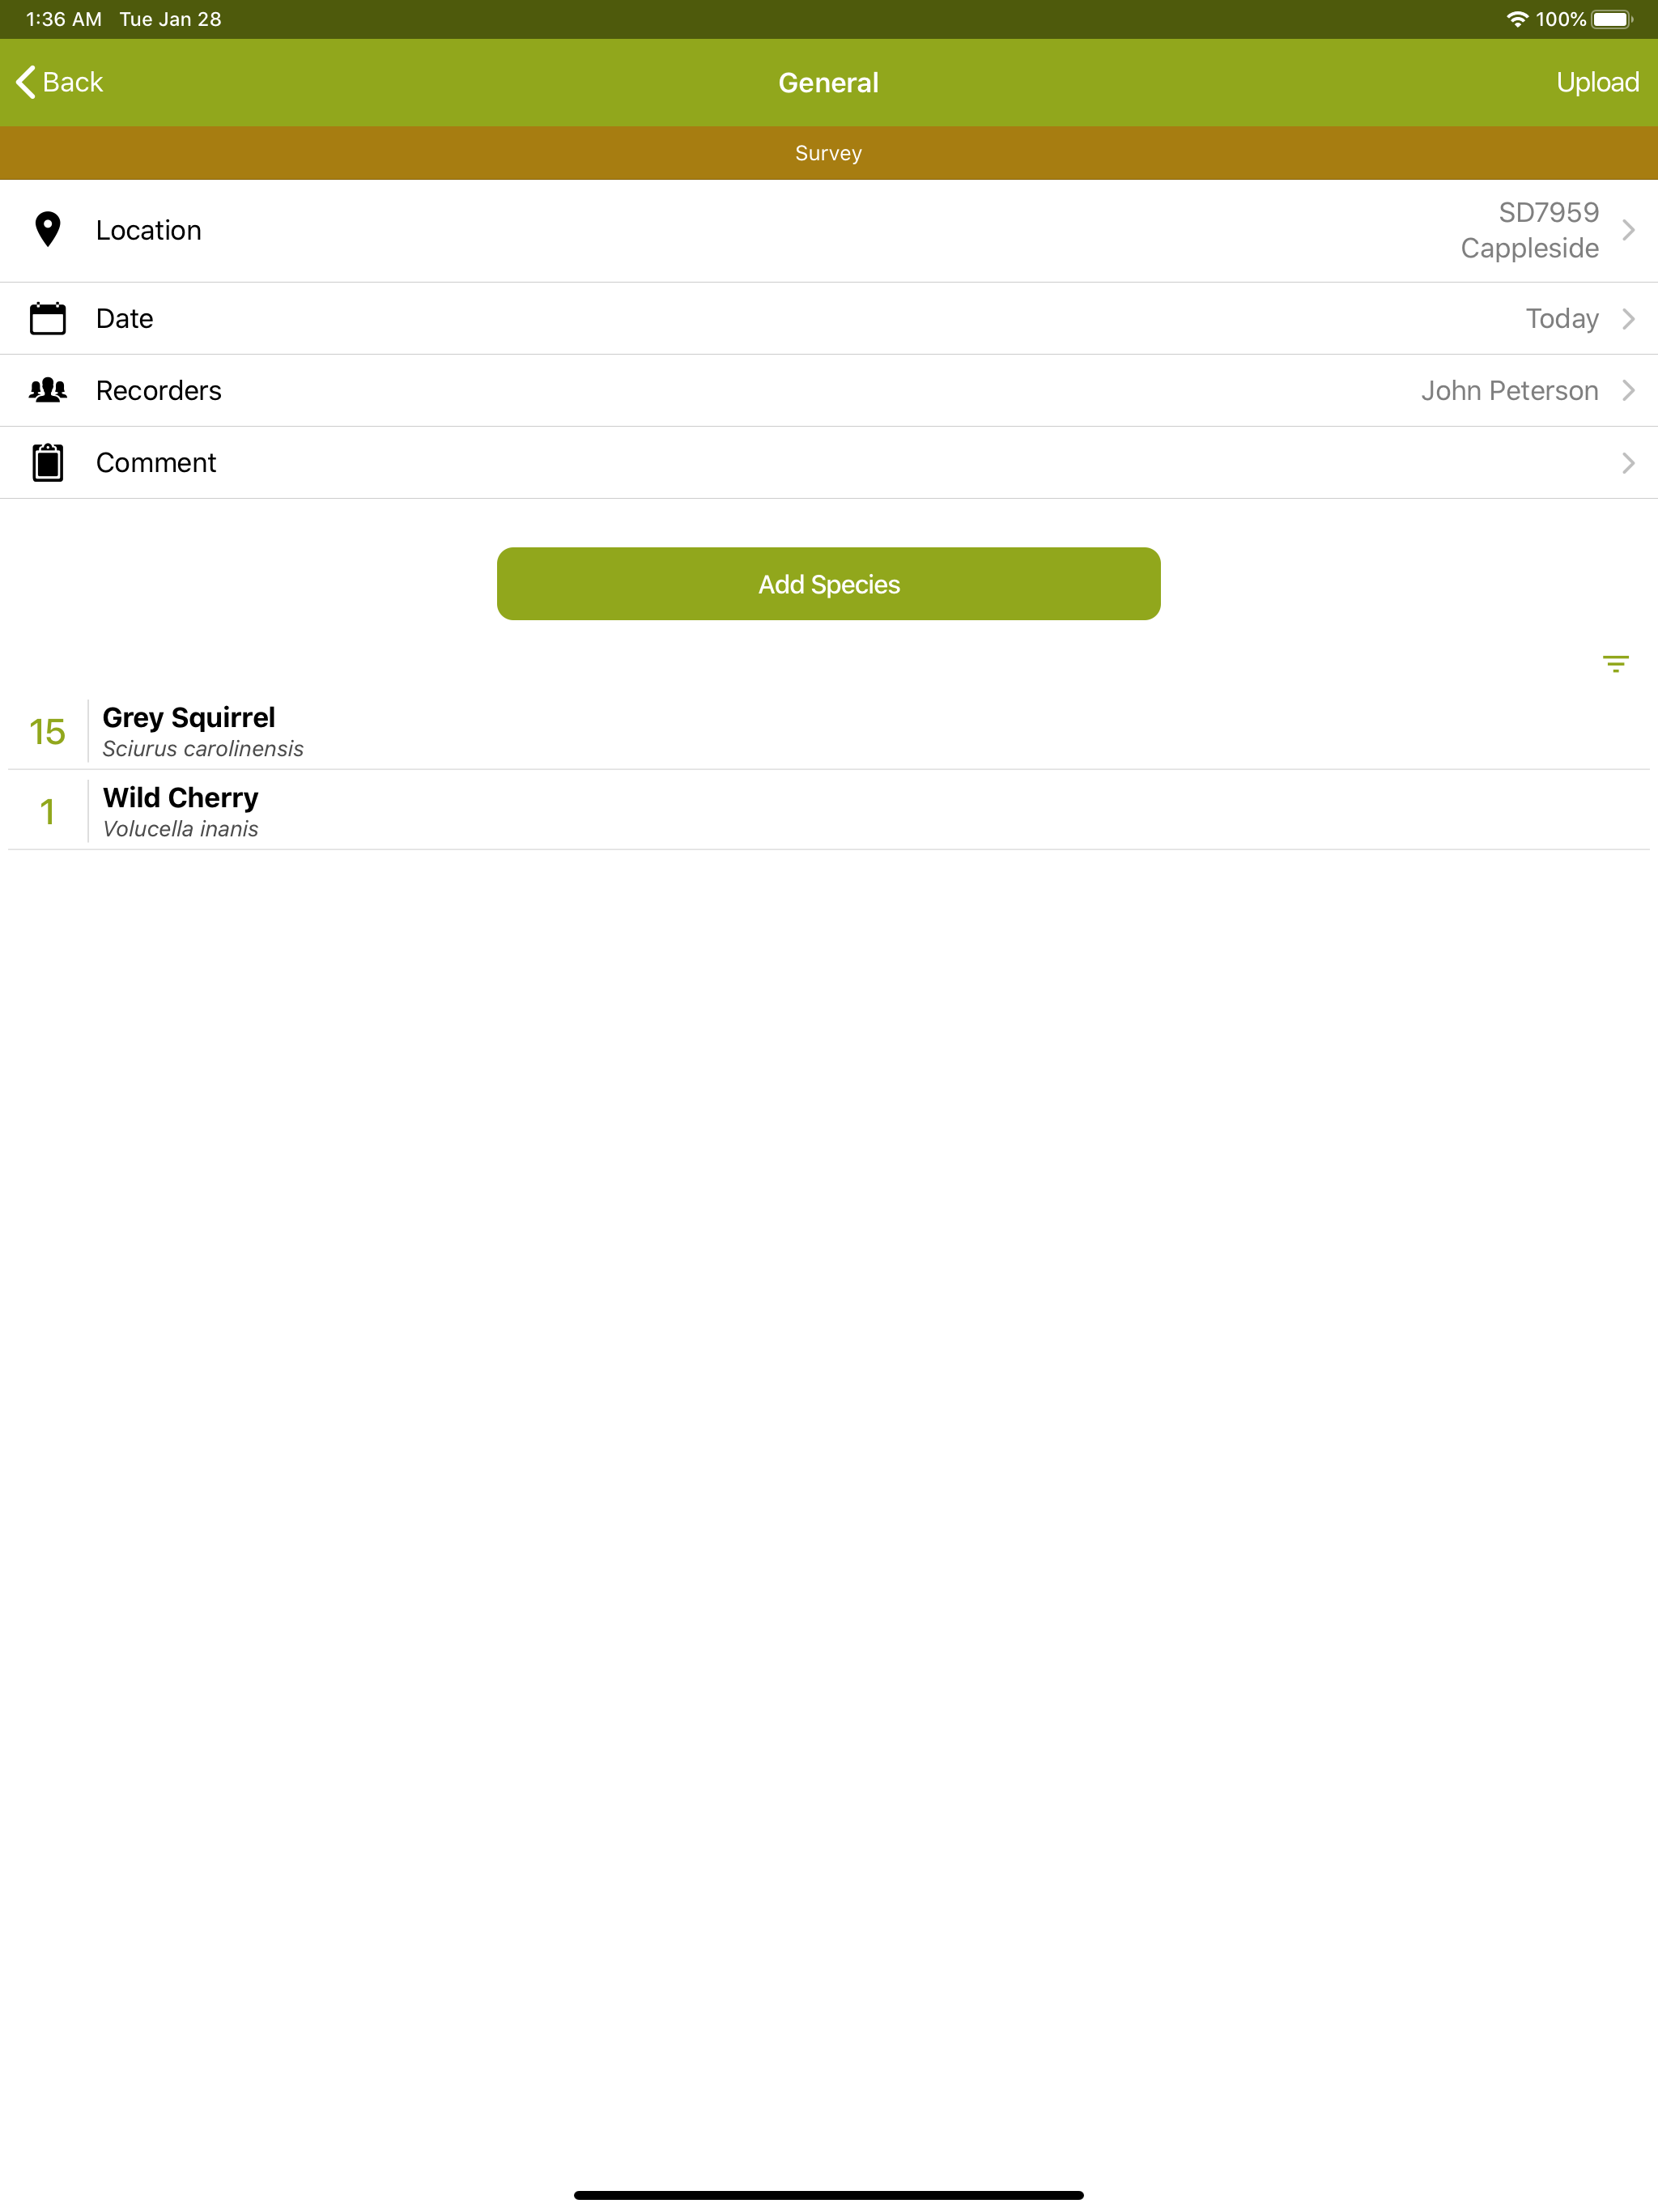 1:36 AM Tue Jan 28 100%
Back General Upload
Survey
Location SD7959
Cappleside
Date Today
Recorders John Peterson
Comment
Add Species
15 Grey Squirrel
Sciurus carolinensis
1 Wild Cherry
Volucella inanis